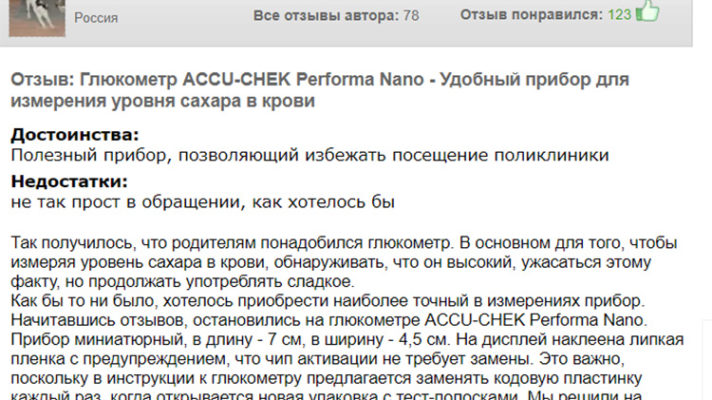 Россия
Все отзывы автора: 78
Отзыв понравился: 123
Отзыв: Глюкометр ACCU-CHEK Performa Nano - Удобный прибор для
измерения уровня сахара в крови
Достоинства:
Полезный прибор, позволяющий избежать посещение поликлиники
Недостатки:
не так прост в обращении, как хотелось бы
Так получилось, что родителям понадобился глюкометр. В основном для того, чтобы
измеряя уровень сахара в крови, обнаруживать, что он высокий, ужасаться этому
факту, но продолжать употреблять сладкое.
Как бы то ни было, хотелось приобрести наиболее точный в измерениях прибор.
Начитавшись отзывов, остановились на глюкометре ACCU-CHEK Performa Nano.
Прибор миниатюрный, в длину - 7 см, в ширину - 4,5 см. На дисплей наклеена липкая
пленка с предупреждением, что чип активации не требует замены. Это важно,
поскольку в инструкции к глюкометру предлагается заменять кодовую пластинку
каждый раз, когда открывается новая упаковка с тест-полосками. Мы решили на